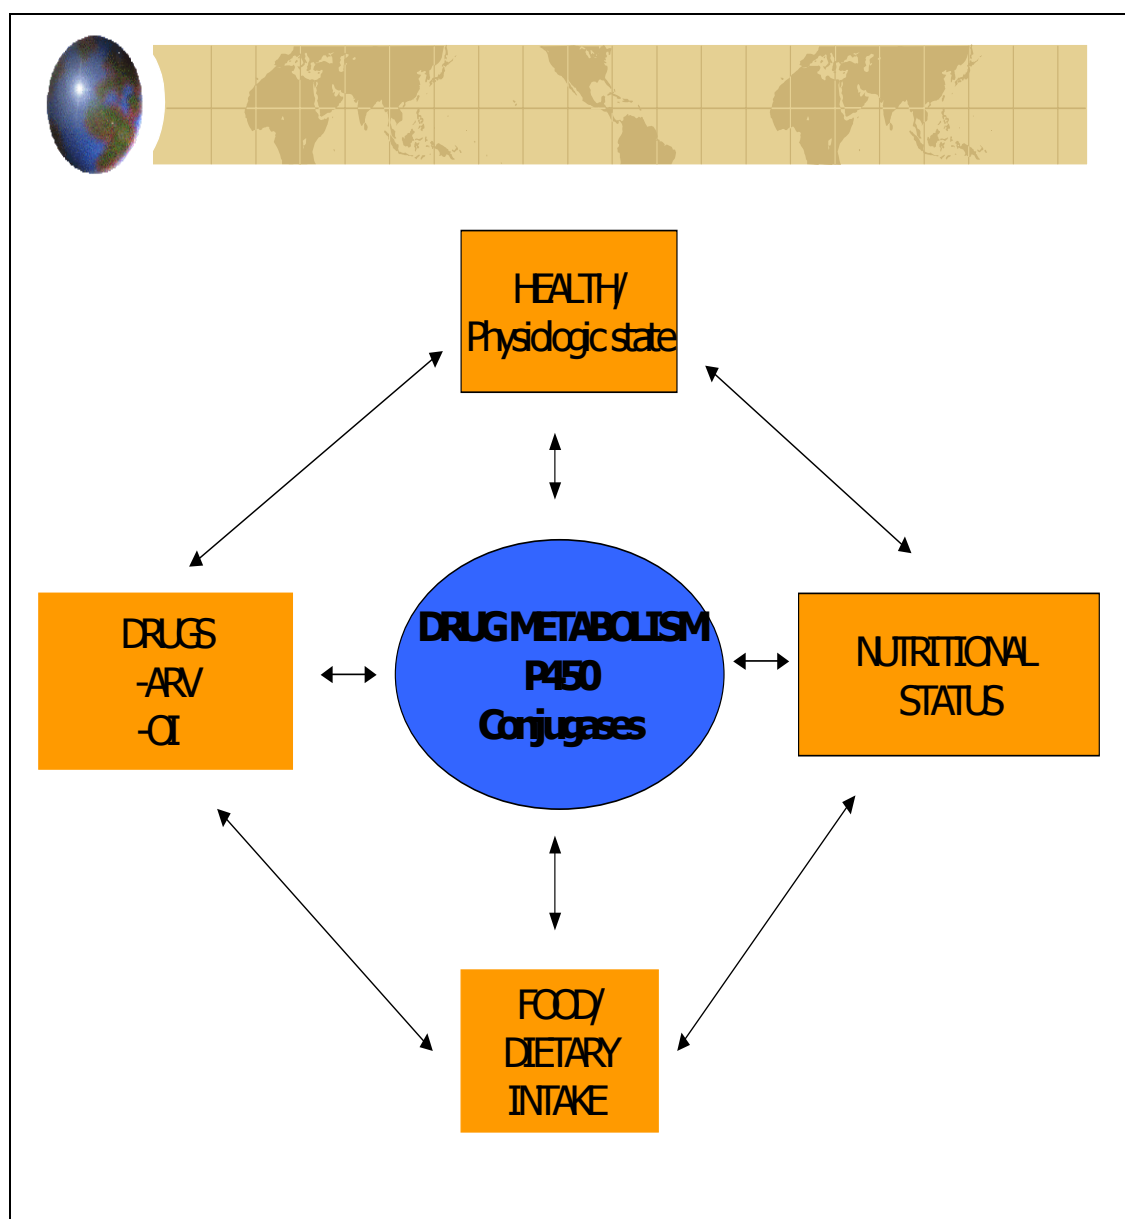 HEALTH/
Physiologic state
DRUGS
-ARV
-OI
DRUG METABOLISM
P450
Conjugases
NUTRITIONAL
STATUS
FOOD/
DIETARY
INTAKE